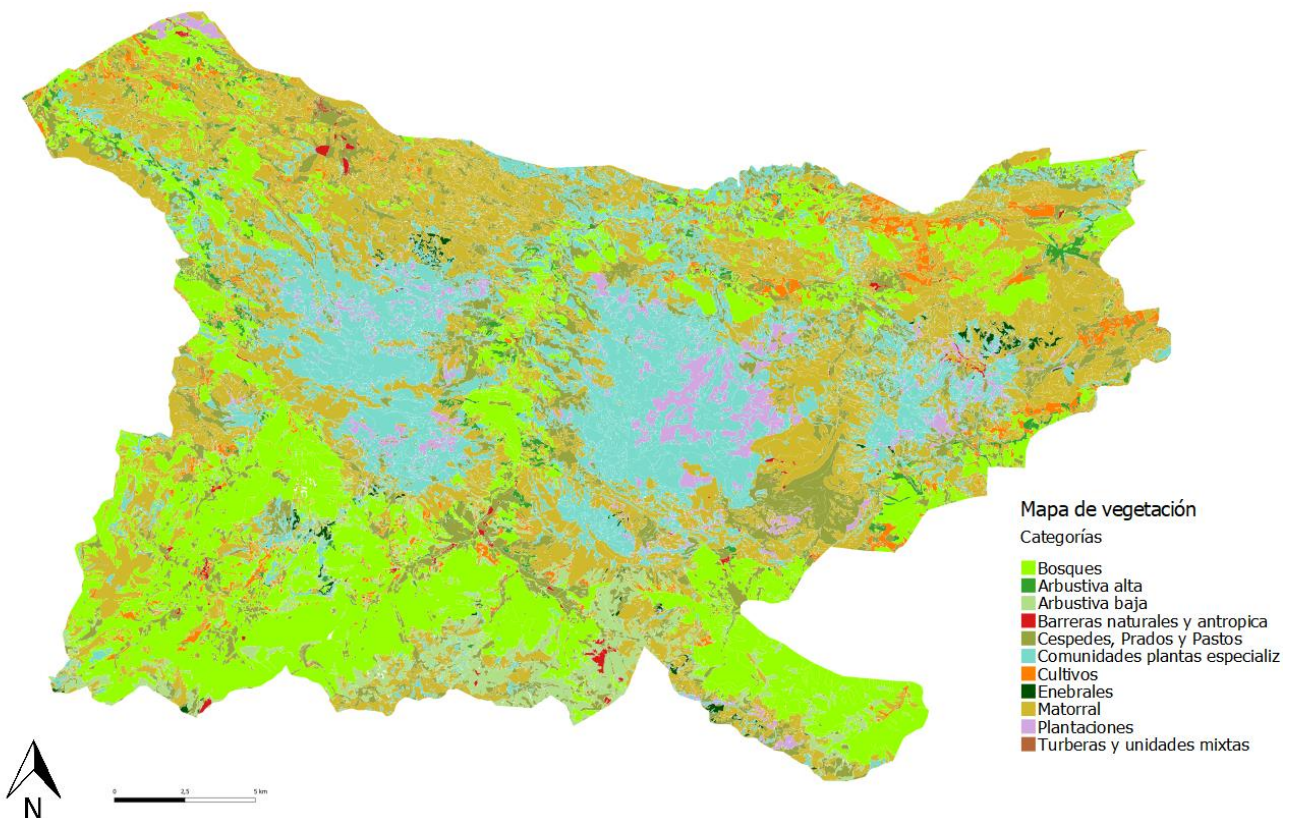 Mapa de vegetación
Categorías
Bosques
Arbustiva alta
Arbustiva baja
Barreras naturales y antropica
Cespedes, Prados y Pastos
Comunidades plantas especializ
Cultivos
Enebrales
Matorral
Plantaciones
Turberas y unidades mixtas
0 2,5 5 km
N